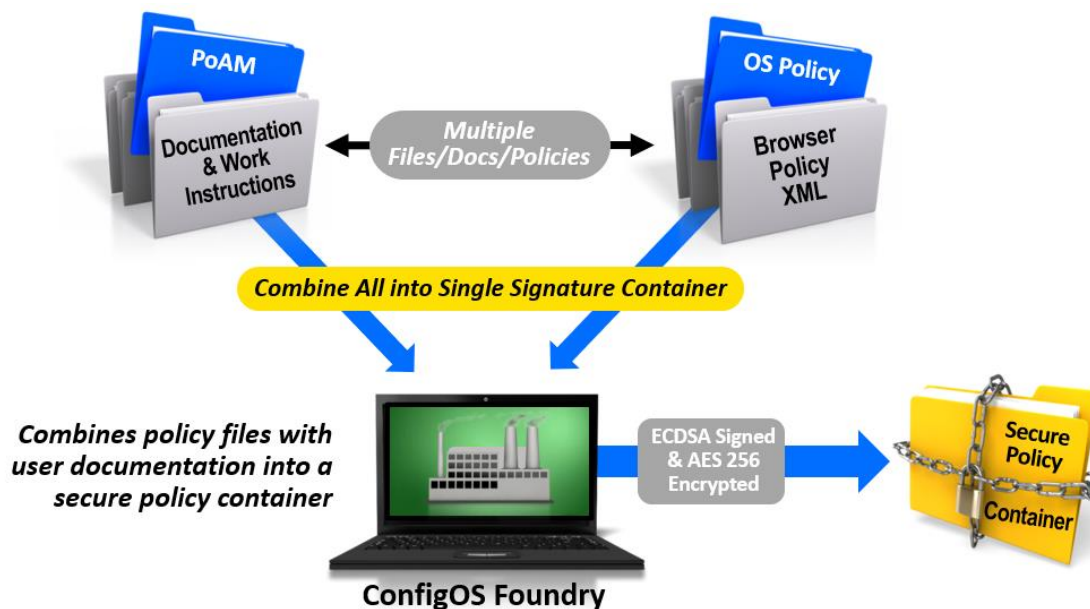 PoAM
Documentation
& Work
Instructions
Multiple
Files/Docs/Policies
OS Policy
Browser
Policy
XML
Combine All into Single Signature Container
Combines policy files with
user documentation into a
secure policy container
ECDSA Signed
& AES 256
Encrypted
Secure
Policy
Container
ConfigOS Foundry